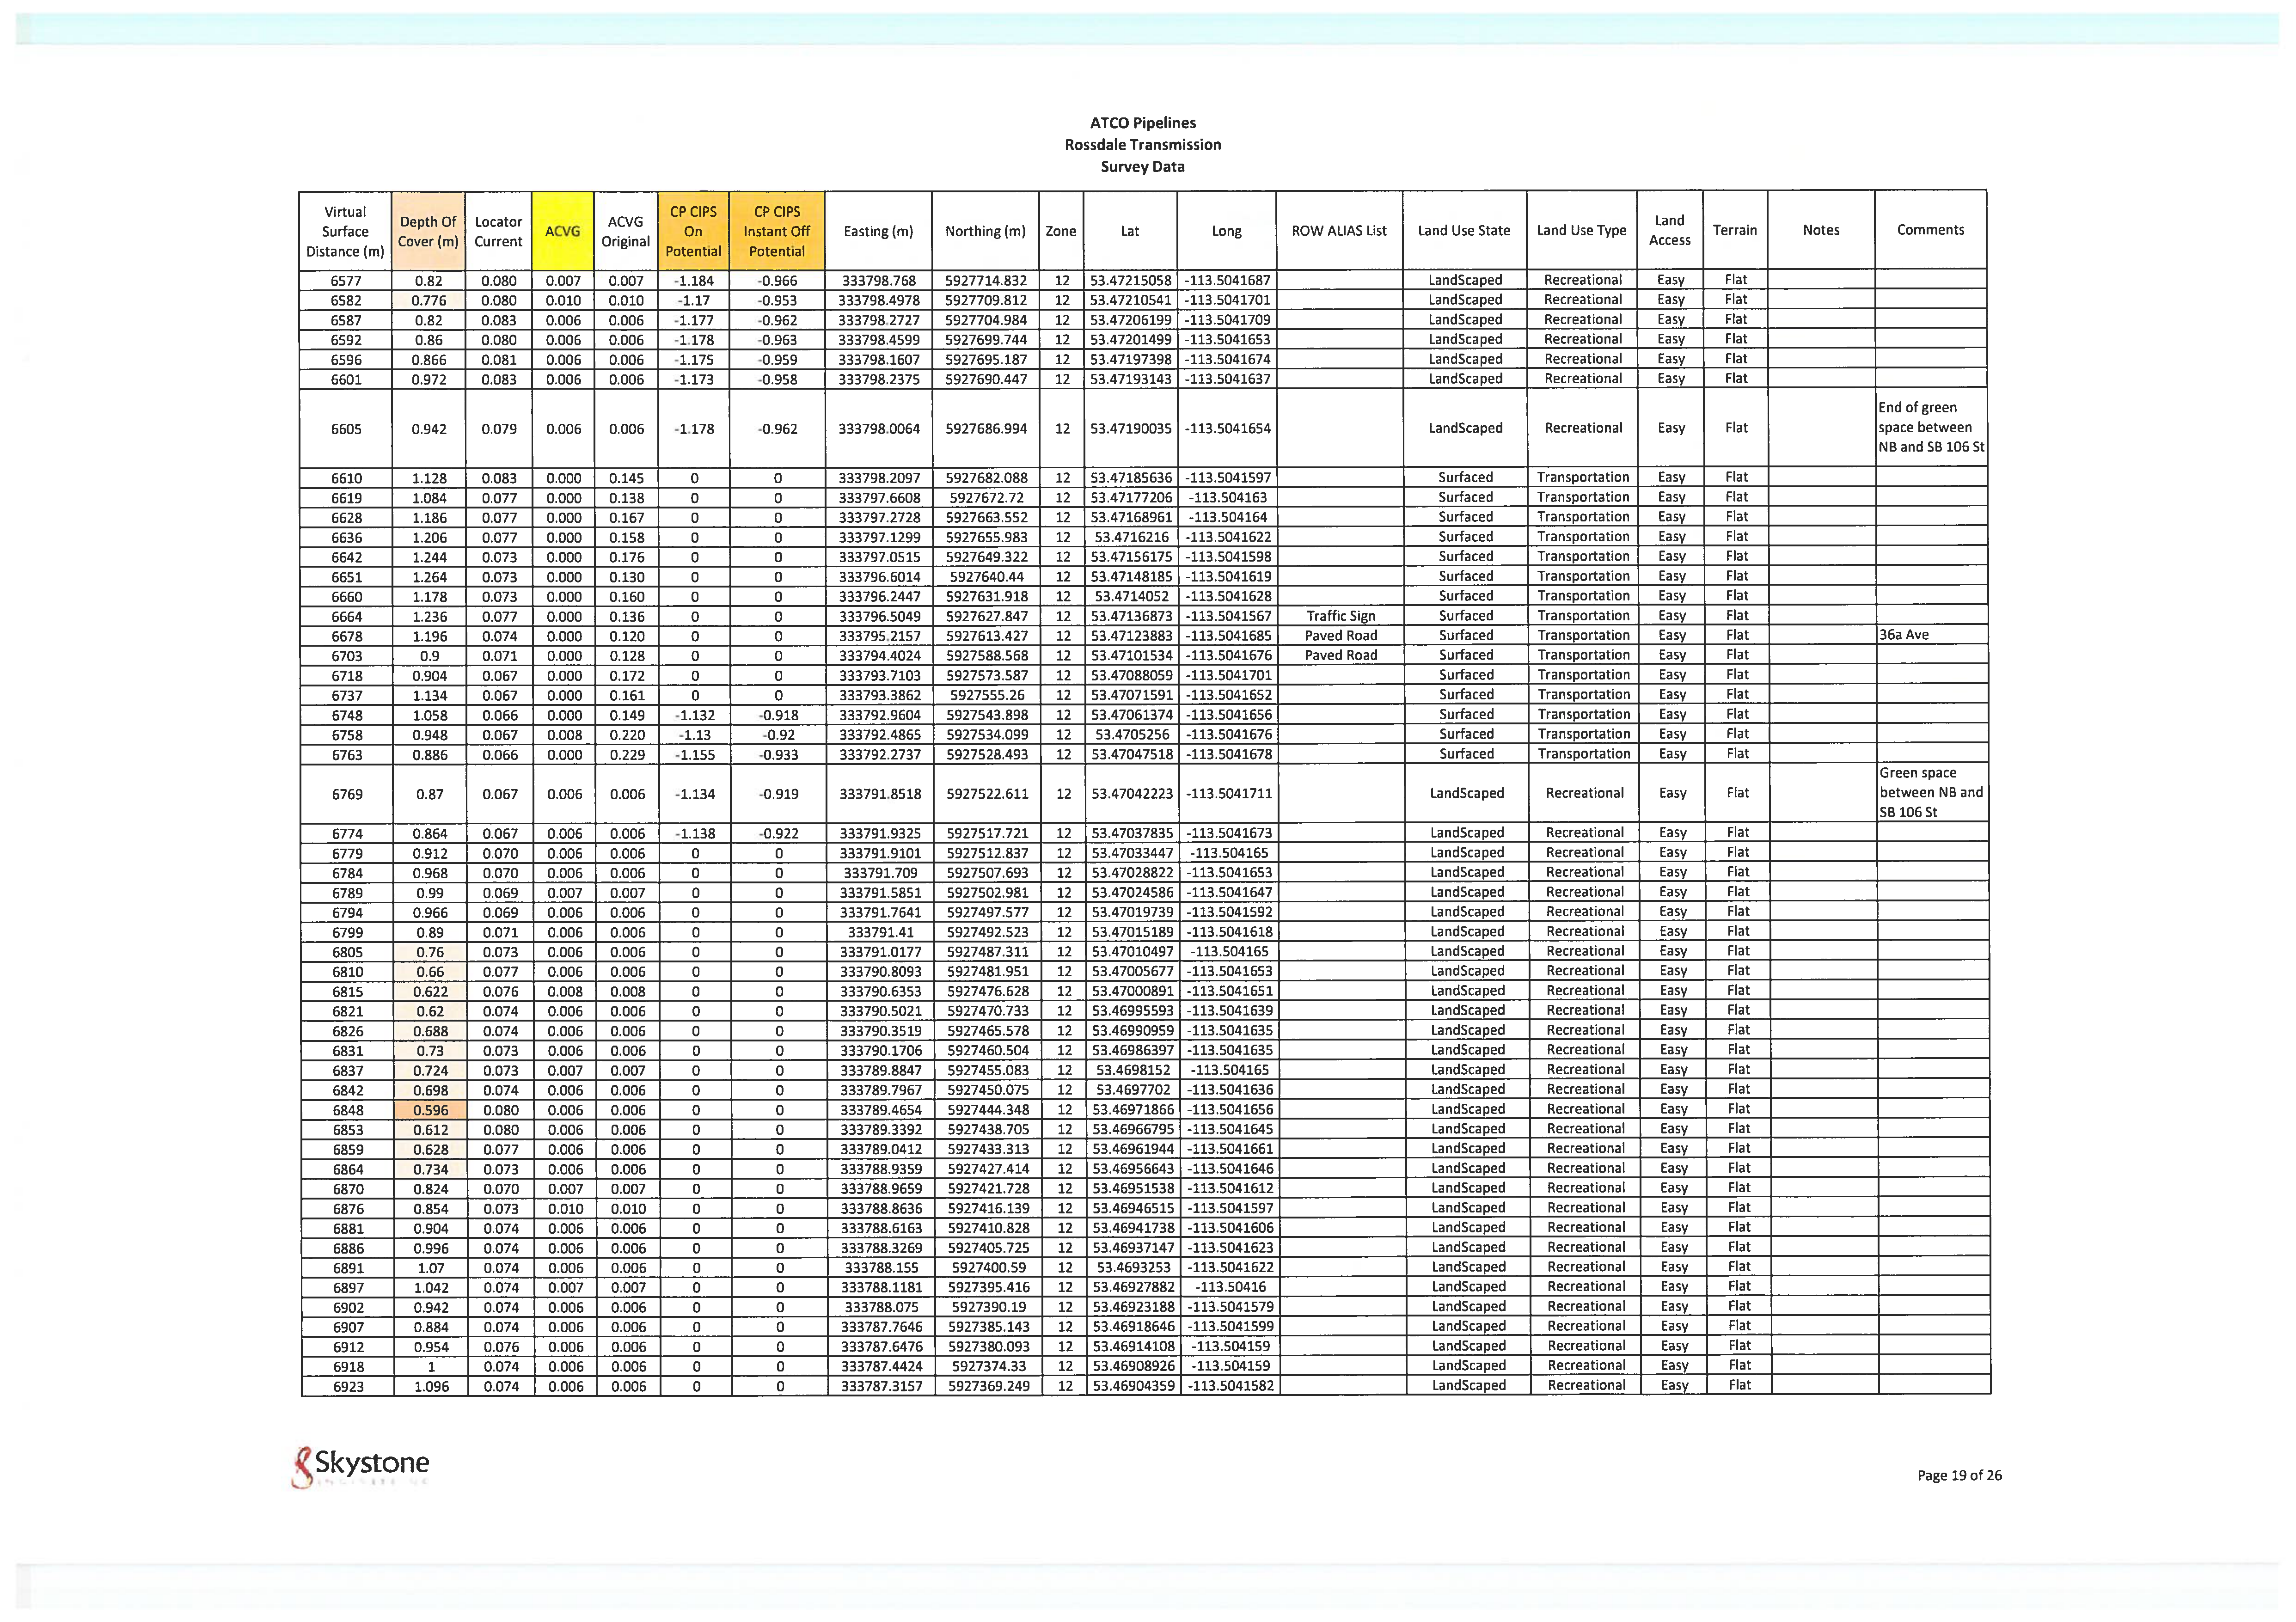 ATCO Pipelines
Rossdale Transmission
Survey Data
Virtual Surface Distance (m) Depth Of Cover (m) Locator Current ACVG ACVG Original CP CIPS On Potential CP CIPS Instant Off Potential Easting (m) Northing (m) Zone Lat Long ROW ALIAS List Land Use State Land Use Type Land Access Terrain Notes Comments
6577 0.82 0.080 0.007 0.007 -1.184 -0.966 333798.768 5927714.832 12 53.47215058 -113.5041687 LandScaped Recreational Easy Flat
6582 0.776 0.080 0.010 0.010 -1.17 -0.953 333798.4978 5927709.812 12 53.47210541 -113.5041701 LandScaped Recreational Easy Flat
6587 0.82 0.083 0.006 0.006 -1.177 -0.962 333798.2727 5927704.984 12 53.47206199 -113.5041709 LandScaped Recreational Easy Flat
6592 0.86 0.080 0.006 0.006 -1.178 -0.963 333798.4599 5927699.744 12 53.47201499 -113.5041653 LandScaped Recreational Easy Flat
6596 0.866 0.081 0.006 0.006 -1.175 -0.959 333798.1607 5927695.187 12 53.47197398 -113.5041674 LandScaped Recreational Easy Flat
6601 0.972 0.083 0.006 0.006 -1.173 -0.958 333798.2375 5927690.447 12 53.47193143 -113.5041637 LandScaped Recreational Easy Flat
6605 0.942 0.079 0.006 0.006 -1.178 -0.962 333798.0064 5927686.994 12 53.47190035 -113.5041654 LandScaped Recreational Easy Flat End of green space between NB and SB 106 St
6610 1.128 0.083 0.000 0.145 0 0 333798.2097 5927682.088 12 53.47185636 -113.5041597 Surfaced Transportation Easy Flat
6619 1.084 0.077 0.000 0.138 0 0 333797.6608 5927672.72 12 53.47177206 -113.504163 Surfaced Transportation Easy Flat
6628 1.186 0.077 0.000 0.167 0 0 333797.2728 5927663.552 12 53.47168961 -113.504164 Surfaced Transportation Easy Flat
6636 1.206 0.077 0.000 0.158 0 0 333797.1299 5927655.983 12 53.4716216 -113.5041622 Surfaced Transportation Easy Flat
6642 1.244 0.073 0.000 0.176 0 0 333797.0515 5927649.322 12 53.47156175 -113.5041598 Surfaced Transportation Easy Flat
6651 1.264 0.073 0.000 0.130 0 0 333796.6014 5927640.44 12 53.47148185 -113.5041619 Surfaced Transportation Easy Flat
6660 1.178 0.073 0.000 0.160 0 0 333796.2447 5927631.918 12 53.4714052 -113.5041628 Surfaced Transportation Easy Flat
6664 1.236 0.077 0.000 0.136 0 0 333796.5049 5927627.847 12 53.47136873 -113.5041567 Traffic Sign Surfaced Transportation Easy Flat
6678 1.196 0.074 0.000 0.120 0 0 333795.2157 5927613.427 12 53.47123883 -113.5041685 Paved Road Surfaced Transportation Easy Flat 36a Ave
6703 0.9 0.071 0.000 0.128 0 0 333794.4024 5927588.568 12 53.47101534 -113.5041676 Paved Road Surfaced Transportation Easy Flat
6718 0.904 0.067 0.000 0.172 0 0 333793.7103 5927573.587 12 53.47088059 -113.5041701 Surfaced Transportation Easy Flat
6737 1.134 0.067 0.000 0.161 0 0 333793.3862 5927555.26 12 53.47071591 -113.5041652 Surfaced Transportation Easy Flat
6748 1.058 0.066 0.000 0.149 -1.132 -0.918 333792.9604 5927543.898 12 53.47061374 -113.5041656 Surfaced Transportation Easy Flat
6758 0.948 0.067 0.008 0.220 -1.13 -0.92 333792.4865 5927534.099 12 53.4705256 -113.5041676 Surfaced Transportation Easy Flat
6763 0.886 0.066 0.000 0.229 -1.155 -0.933 333792.2737 5927528.493 12 53.47047518 -113.5041678 Surfaced Transportation Easy Flat
6769 0.87 0.067 0.006 0.006 -1.134 -0.919 333791.8518 5927522.611 12 53.47042223 -113.5041711 LandScaped Recreational Easy Flat Green space between NB and SB 106 St
6774 0.864 0.067 0.006 0.006 -1.138 -0.922 333791.9325 5927517.721 12 53.47037835 -113.5041673 LandScaped Recreational Easy Flat
6779 0.912 0.070 0.006 0.006 0 0 333791.9101 5927512.837 12 53.47033447 -113.504165 LandScaped Recreational Easy Flat
6784 0.968 0.070 0.006 0.006 0 0 333791.709 5927507.693 12 53.47028822 -113.5041653 LandScaped Recreational Easy Flat
6789 0.99 0.069 0.007 0.007 0 0 333791.5851 5927502.981 12 53.47024586 -113.5041647 LandScaped Recreational Easy Flat
6794 0.966 0.069 0.006 0.006 0 0 333791.7641 5927497.577 12 53.47019739 -113.5041592 LandScaped Recreational Easy Flat
6799 0.89 0.071 0.006 0.006 0 0 333791.41 5927492.523 12 53.47015189 -113.5041618 LandScaped Recreational Easy Flat
6805 0.76 0.073 0.006 0.006 0 0 333791.0177 5927487.311 12 53.47010497 -113.504165 LandScaped Recreational Easy Flat
6810 0.66 0.077 0.006 0.006 0 0 333790.8093 5927481.951 12 53.47005677 -113.5041653 LandScaped Recreational Easy Flat
6815 0.622 0.076 0.008 0.008 0 0 333790.6353 5927476.628 12 53.47000891 -113.5041651 LandScaped Recreational Easy Flat
6821 0.62 0.074 0.006 0.006 0 0 333790.5021 5927470.733 12 53.46995593 -113.5041639 LandScaped Recreational Easy Flat
6826 0.688 0.074 0.006 0.006 0 0 333790.3519 5927465.578 12 53.46990959 -113.5041635 LandScaped Recreational Easy Flat
6831 0.73 0.073 0.006 0.006 0 0 333790.1706 5927460.504 12 53.46986397 -113.5041635 LandScaped Recreational Easy Flat
6837 0.724 0.073 0.007 0.007 0 0 333789.8847 5927455.083 12 53.4698152 -113.504165 LandScaped Recreational Easy Flat
6842 0.698 0.074 0.006 0.006 0 0 333789.7967 5927450.075 12 53.4697702 -113.5041636 LandScaped Recreational Easy Flat
6848 0.596 0.080 0.006 0.006 0 0 333789.4654 5927444.348 12 53.46971866 -113.5041656 LandScaped Recreational Easy Flat
6853 0.612 0.080 0.006 0.006 0 0 333789.3392 5927438.705 12 53.46966795 -113.5041645 LandScaped Recreational Easy Flat
6859 0.628 0.077 0.006 0.006 0 0 333789.0412 5927433.313 12 53.46961944 -113.5041661 LandScaped Recreational Easy Flat
6864 0.734 0.073 0.006 0.006 0 0 333788.9359 5927427.414 12 53.46956643 -113.5041646 LandScaped Recreational Easy Flat
6870 0.824 0.070 0.007 0.007 0 0 333788.9659 5927421.728 12 53.46951538 -113.5041612 LandScaped Recreational Easy Flat
6876 0.854 0.073 0.010 0.010 0 0 333788.8636 5927416.139 12 53.46946515 -113.5041597 LandScaped Recreational Easy Flat
6881 0.904 0.074 0.006 0.006 0 0 333788.6163 5927410.828 12 53.46941738 -113.5041606 LandScaped Recreational Easy Flat
6886 0.996 0.074 0.006 0.006 0 0 333788.3269 5927405.725 12 53.46937147 -113.5041623 LandScaped Recreational Easy Flat
6891 1.07 0.074 0.006 0.006 0 0 333788.155 5927400.59 12 53.4693253 -113.5041622 LandScaped Recreational Easy Flat
6897 1.042 0.074 0.007 0.007 0 0 333788.1181 5927395.416 12 53.46927882 -113.50416 LandScaped Recreational Easy Flat
6902 0.942 0.074 0.006 0.006 0 0 333788.075 5927390.19 12 53.46923188 -113.5041579 LandScaped Recreational Easy Flat
6907 0.884 0.074 0.006 0.006 0 0 333787.7646 5927385.143 12 53.46918646 -113.5041599 LandScaped Recreational Easy Flat
6912 0.954 0.076 0.006 0.006 0 0 333787.6476 5927380.093 12 53.46914108 -113.504159 LandScaped Recreational Easy Flat
6918 1 0.074 0.006 0.006 0 0 333787.4424 5927374.33 12 53.46908926 -113.504159 LandScaped Recreational Easy Flat
6923 1.096 0.074 0.006 0.006 0 0 333787.3157 5927369.249 12 53.46904359 -113.5041582 LandScaped Recreational Easy Flat
Skystone
Page 19 of 26